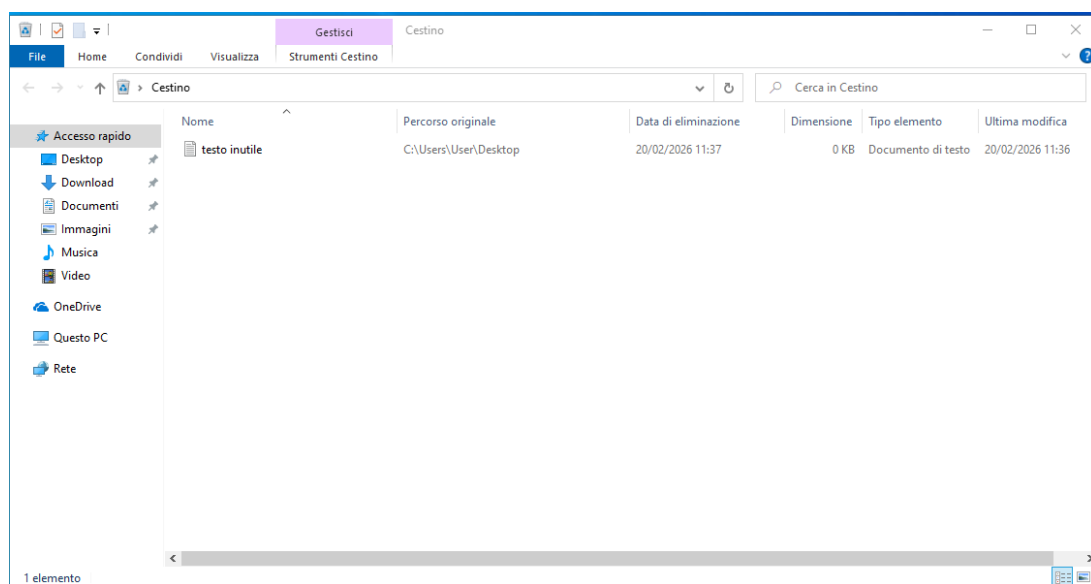 Gestisci Cestino
File Home Condividi Visualizza Strumenti Cestino
Cestino Cerca in Cestino
Nome Percorso originale Data di eliminazione Dimensione Tipo elemento Ultima modifica
testo inutile C:\Users\User\Desktop 20/02/2026 11:37 0 KB Documento di testo 20/02/2026 11:36
Accesso rapido
Desktop
Download
Documenti
Immagini
Musica
Video
OneDrive
Questo PC
Rete
1 elemento